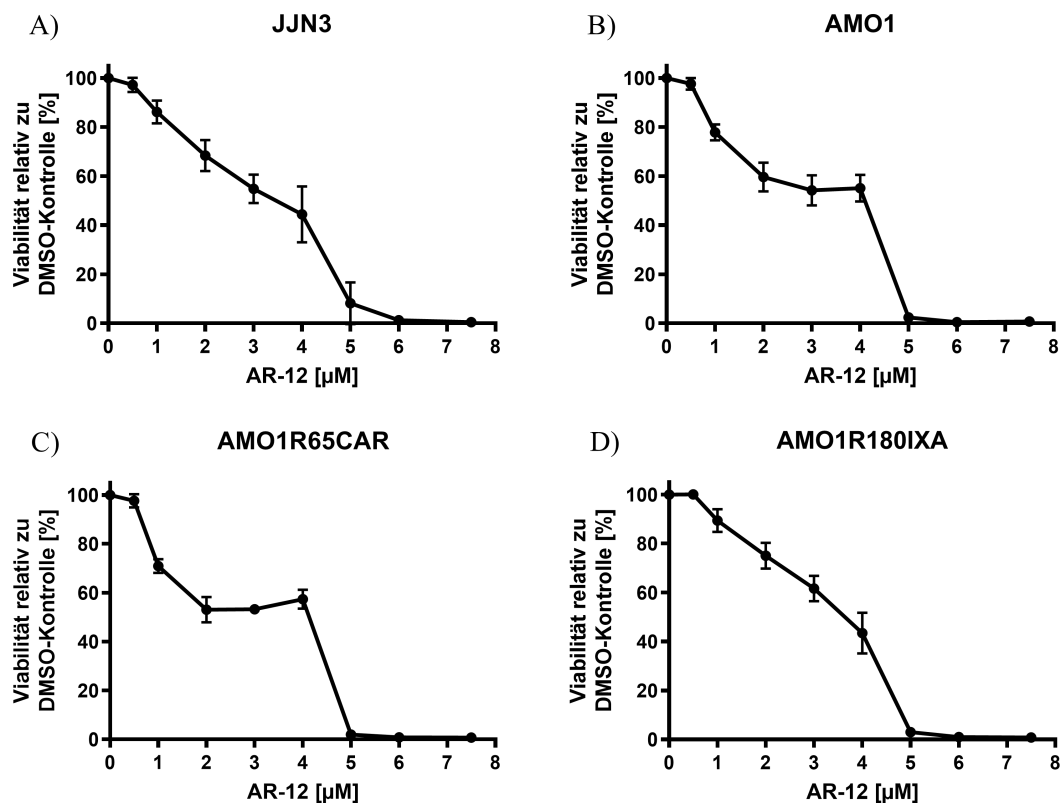 A)
JJN3
Viabilität relativ zu
DMSO-Kontrolle [%]
100
80
60
40
20
0
0 1 2 3 4 5 6 7 8
AR-12 [µM]
B)
AMO1
Viabilität relativ zu
DMSO-Kontrolle [%]
100
80
60
40
20
0
0 1 2 3 4 5 6 7 8
AR-12 [µM]
C)
AMO1R65CAR
Viabilität relativ zu
DMSO-Kontrolle [%]
100
80
60
40
20
0
0 1 2 3 4 5 6 7 8
AR-12 [µM]
D)
AMO1R180IXA
Viabilität relativ zu
DMSO-Kontrolle [%]
100
80
60
40
20
0
0 1 2 3 4 5 6 7 8
AR-12 [µM]